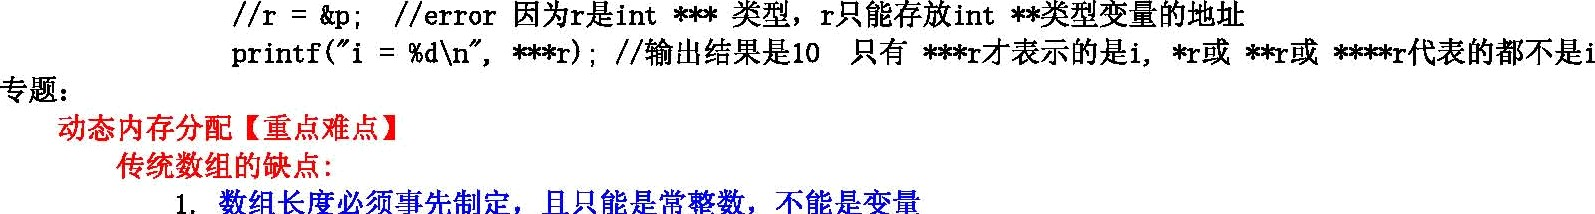 //r = &p;  //error 因为r是int *** 类型，r只能存放int **类型变量的地址
printf("i = %d\n", ***r); //输出结果是10  只有 ***r才表示的是i, *r或 **r或 ****r代表的都不是i
专题：
动态内存分配【重点难点】
传统数组的缺点:
1. 数组长度必须事先制定，且只能是常整数，不能是变量